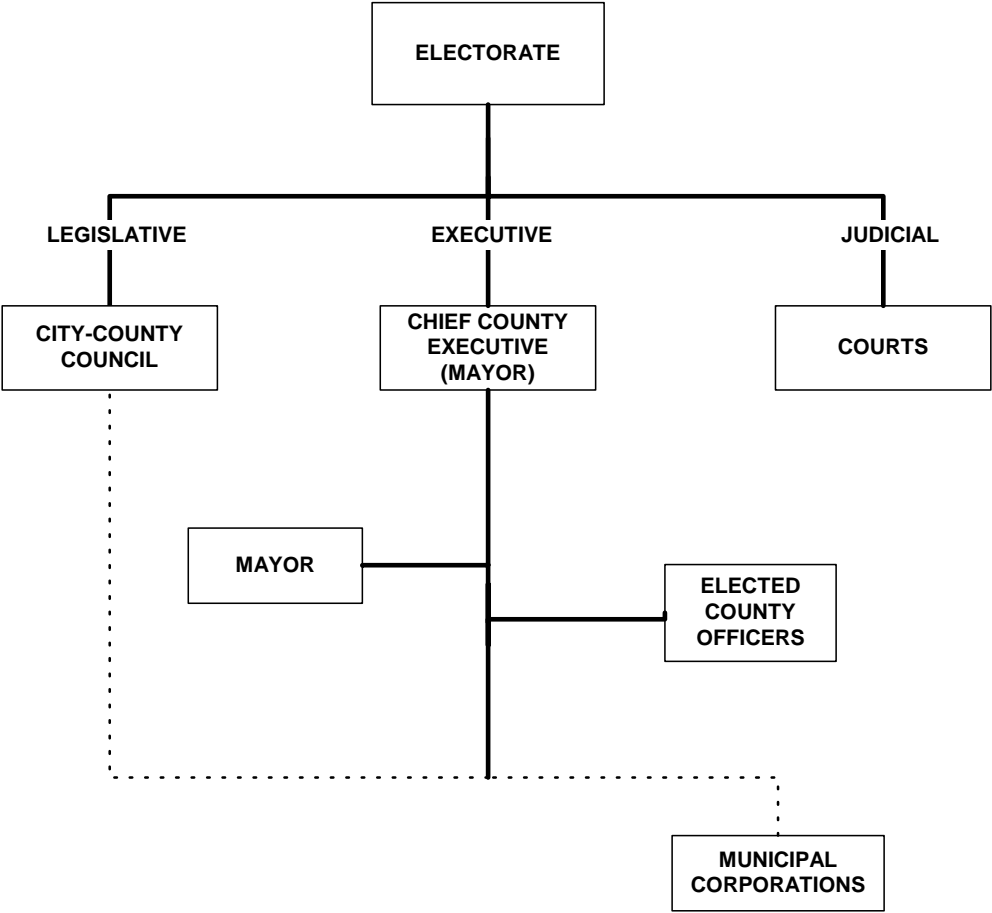 ELECTORATE
LEGISLATIVE
EXECUTIVE
JUDICIAL
CITY-COUNTY
COUNCIL
CHIEF COUNTY
EXECUTIVE
(MAYOR)
COURTS
MAYOR
ELECTED
COUNTY
OFFICERS
MUNICIPAL
CORPORATIONS